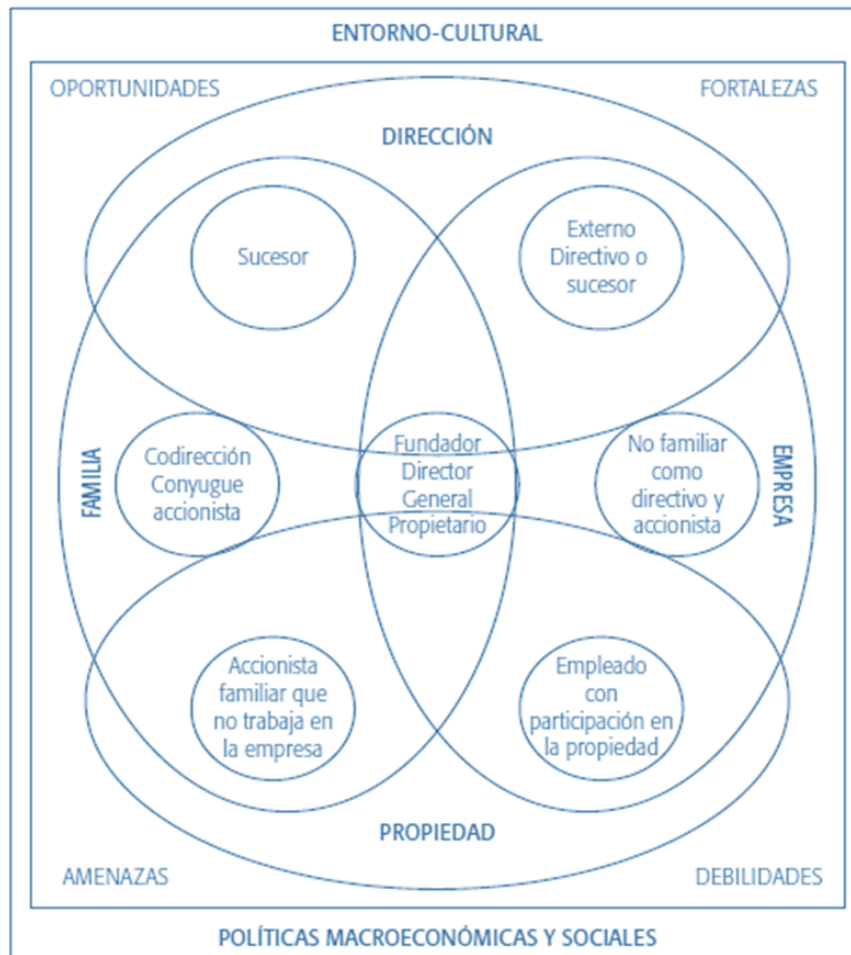 ENTORNO-CULTURAL
OPORTUNIDADES
FORTALEZAS
DIRECCIÓN
Sucesor
Externo
Directivo o
sucesor
FAMILIA
Codirección
Conyugue
accionista
Fundador
Director
General
Propietario
No familiar
como
directivo y
accionista
EMPRESA
Accionista
familiar que
no trabaja en
la empresa
Empleado
con
participación en
la propiedad
PROPIEDAD
AMENAZAS
DEBILIDADES
POLÍTICAS MACROECONÓMICAS Y SOCIALES